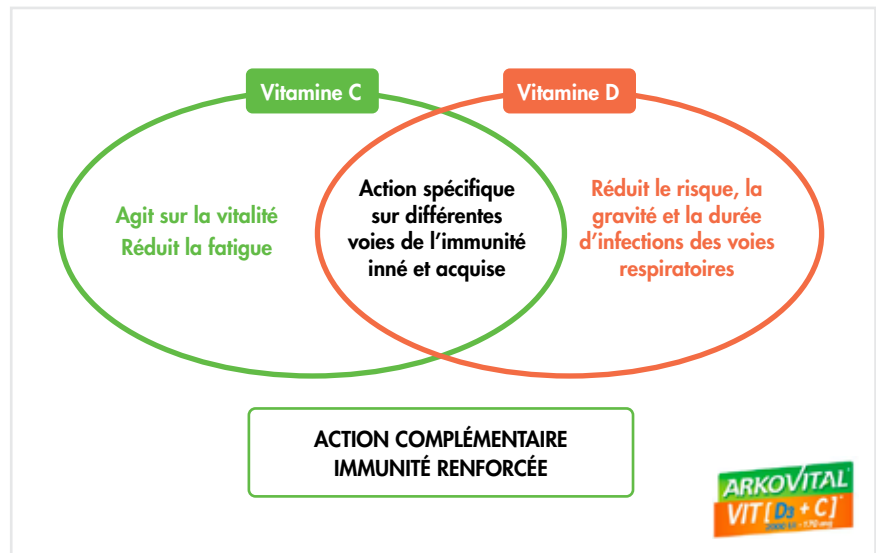 Vitamine C
Vitamine D
Agit sur la vitalité
Réduit la fatigue
Action spécifique
sur différentes
voies de l’immunité
inné et acquise
Réduit le risque, la
gravité et la durée
d’infections des voies
respiratoires
ACTION COMPLÉMENTAIRE
IMMUNITÉ RENFORCÉE
ARKOVITAL
VIT [D3 + C]